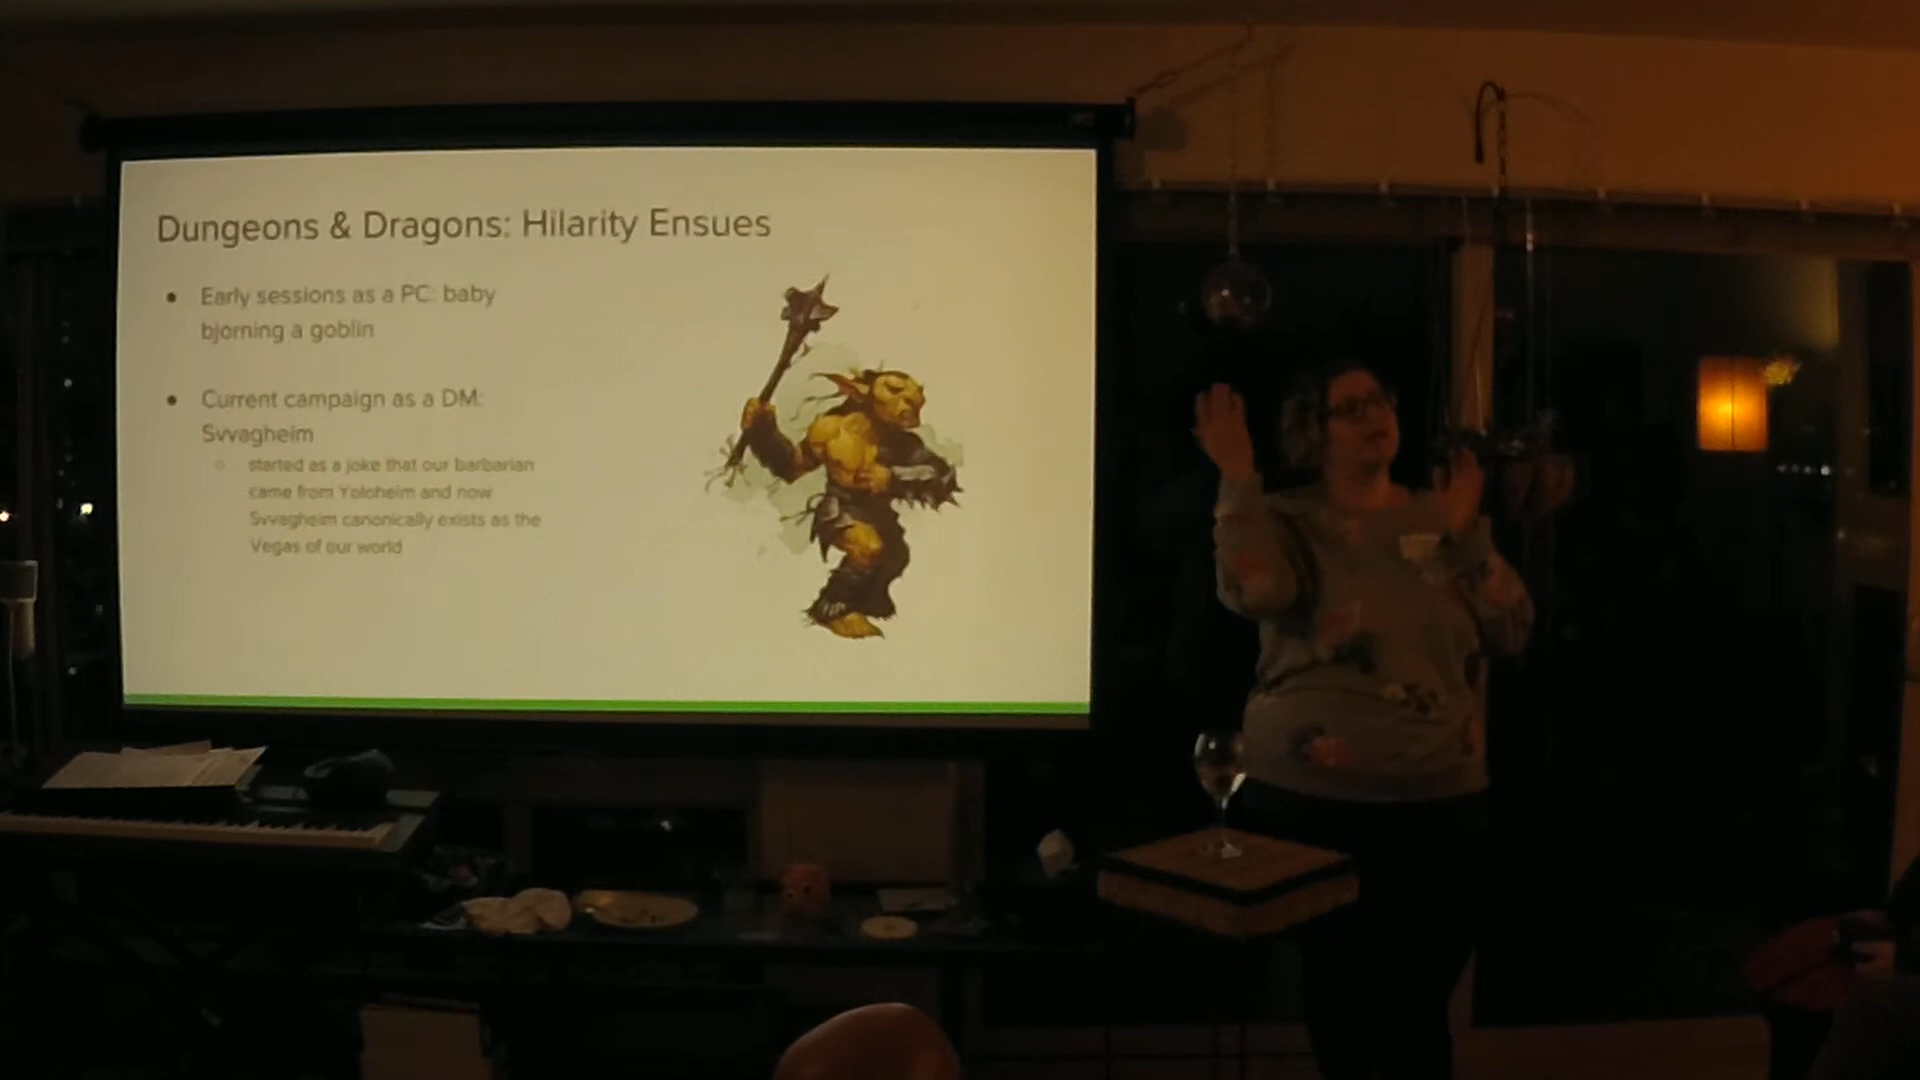 Dungeons & Dragons: Hilarity Ensues
Early sessions as a PC: baby
bjorning a goblin
Current campaign as a DM:
Svvagheim
started as a joke that our barbarian
came from Yoloheim and now
Svvagheim canonically exists as the
Vegas of our world